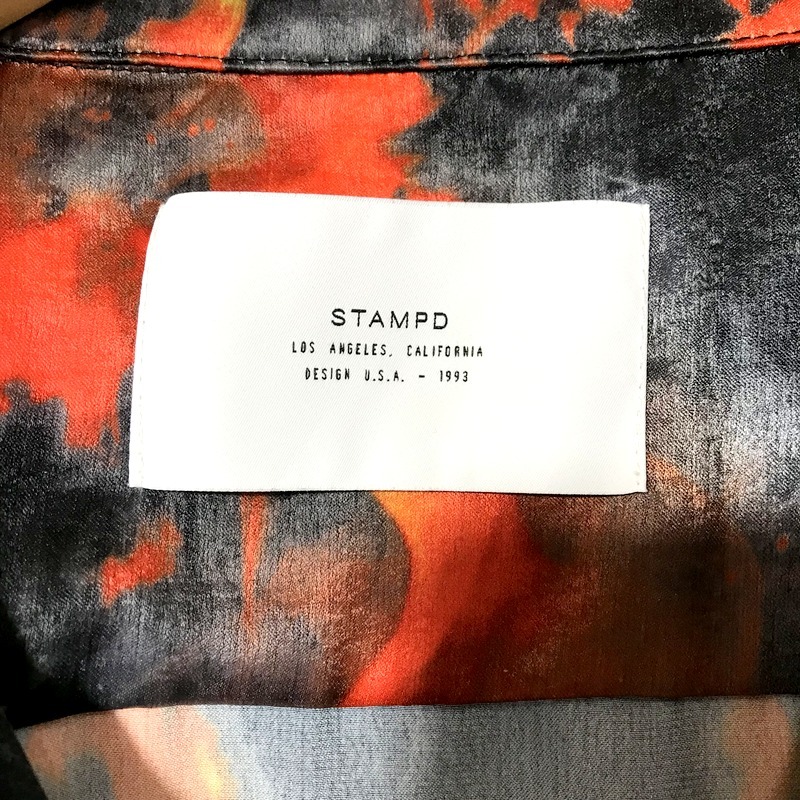 STAMPD
LOS ANGELES, CALIFORNIA
DESIGN U.S.A. - 1993